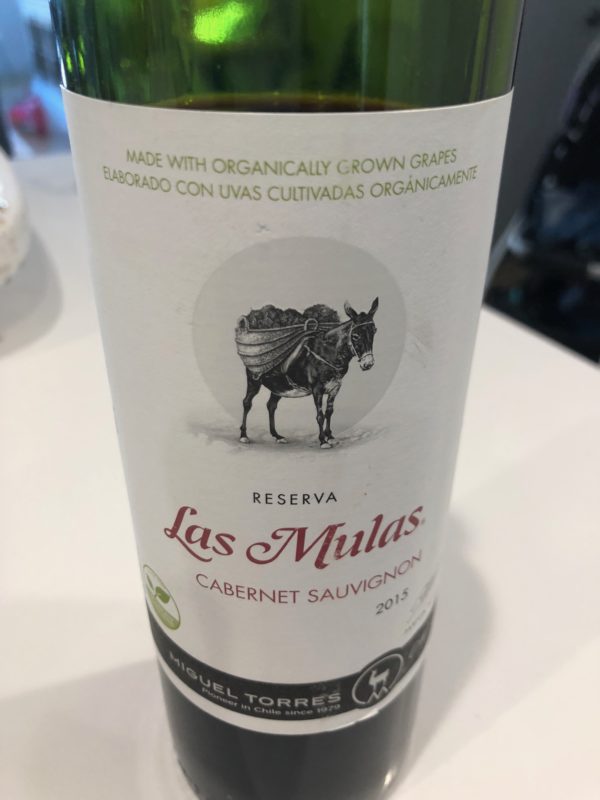 MADE WITH ORGANICALLY GROWN GRAPES
ELABORADO CON UVAS CULTIVADAS ORGÁNICAMENTE
RESERVA
Las Mulas®
CABERNET SAUVIGNON
2015
MIGUEL TORRES
Pioneer in Chile since 1979